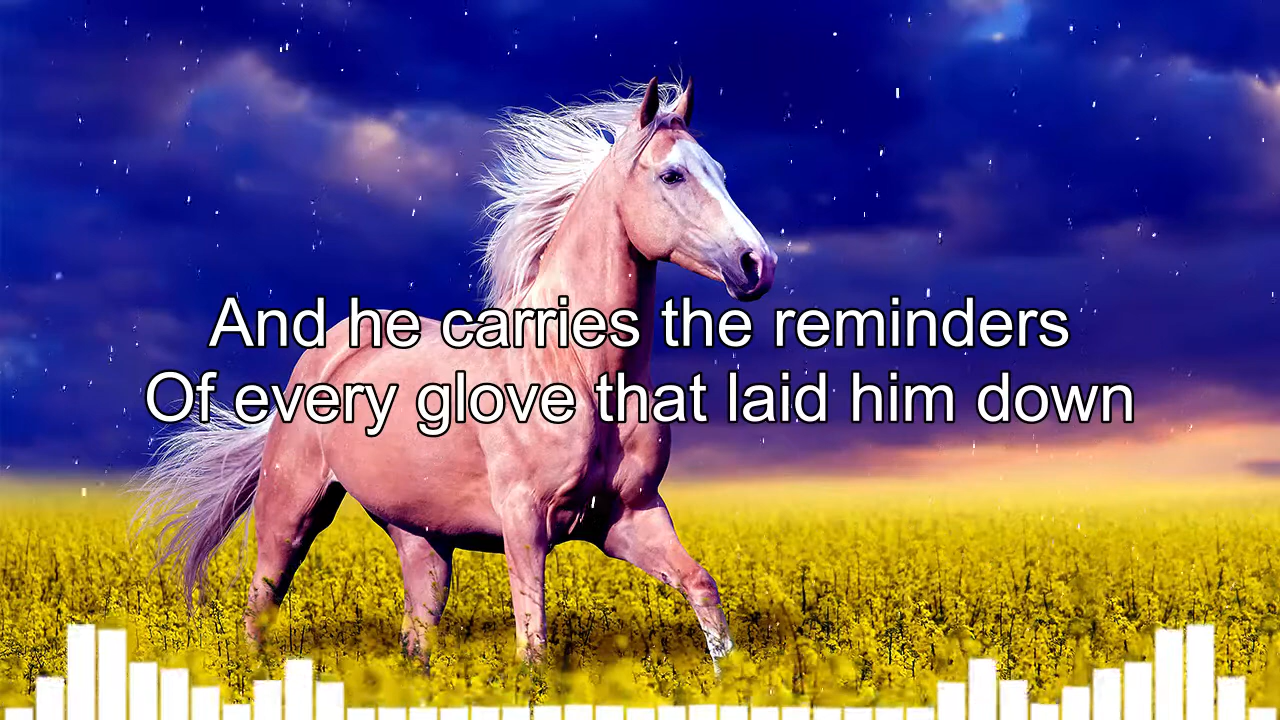 And he carries the reminders
Of every glove that laid him down